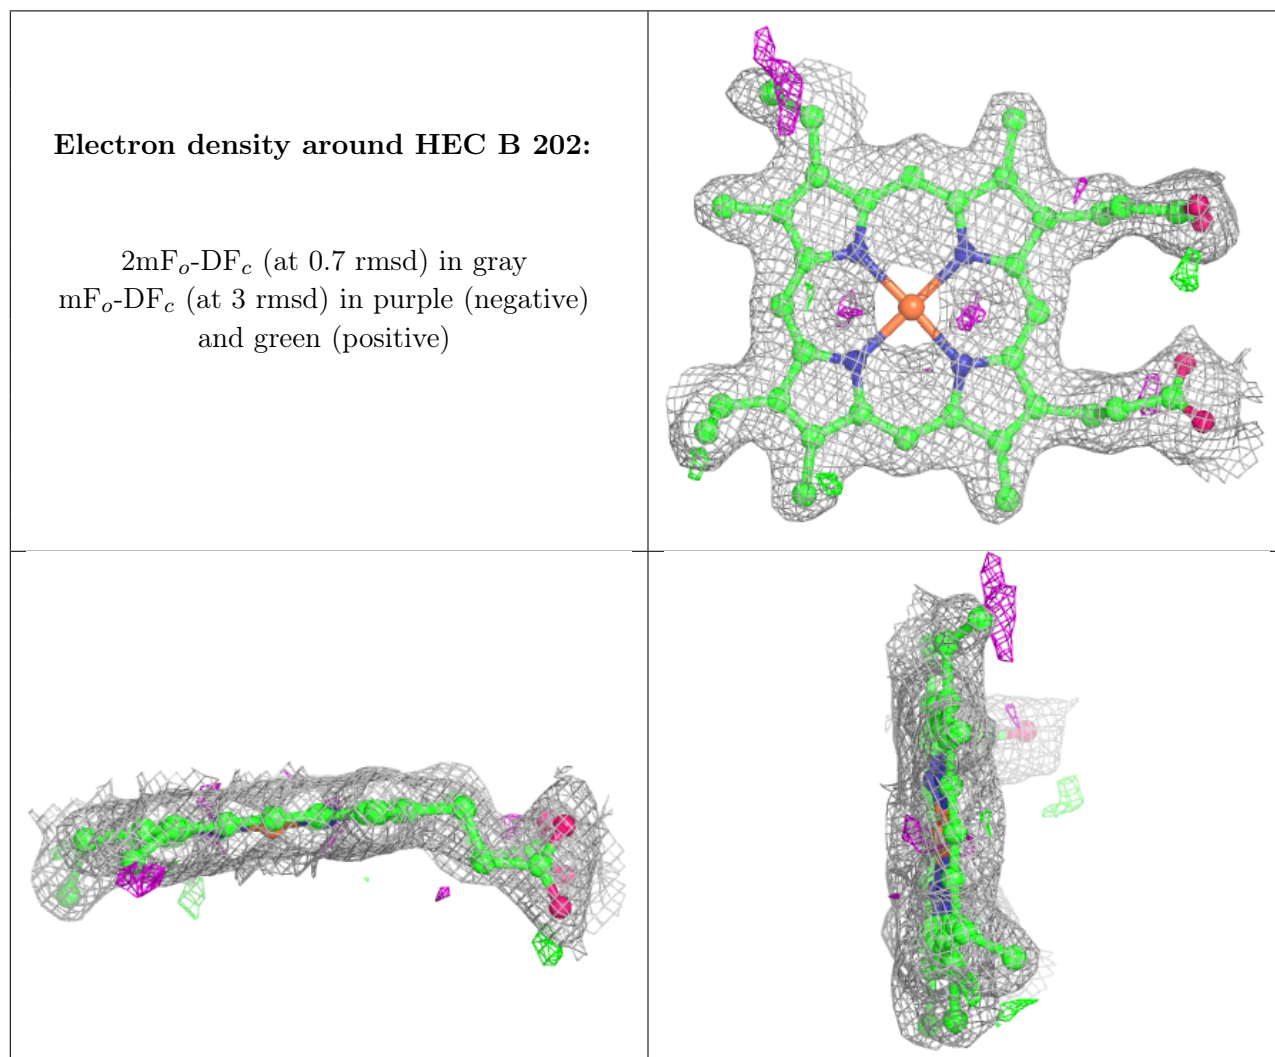 Electron density around HEC B 202:
2mFₒ-DF𝒸 (at 0.7 rmsd) in gray
mFₒ-DF𝒸 (at 3 rmsd) in purple (negative)
and green (positive)